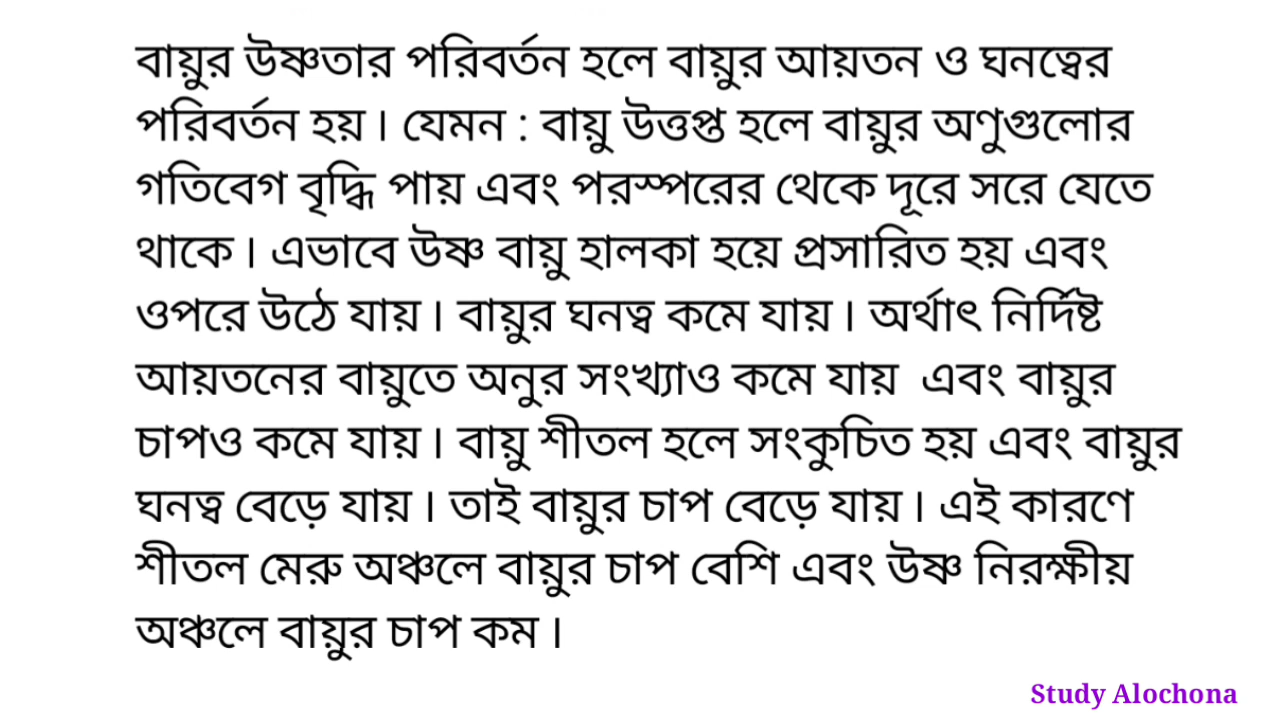 বায়ুর উষ্ণতার পরিবর্তন হলে বায়ুর আয়তন ও ঘনত্বের
পরিবর্তন হয় । যেমন : বায়ু উত্তপ্ত হলে বায়ুর অণুগুলোর
গতিবেগ বৃদ্ধি পায় এবং পরস্পরের থেকে দূরে সরে যেতে
থাকে । এভাবে উষ্ণ বায়ু হালকা হয়ে প্রসারিত হয় এবং
ওপরে উঠে যায় । বায়ুর ঘনত্ব কমে যায় । অর্থাৎ নির্দিষ্ট
আয়তনের বায়ুতে অনুর সংখ্যাও কমে যায় এবং বায়ুর
চাপও কমে যায় । বায়ু শীতল হলে সংকুচিত হয় এবং বায়ুর
ঘনত্ব বেড়ে যায় । তাই বায়ুর চাপ বেড়ে যায় । এই কারণে
শীতল মেরু অঞ্চলে বায়ুর চাপ বেশি এবং উষ্ণ নিরক্ষীয়
অঞ্চলে বায়ুর চাপ কম ।
Study Alochona